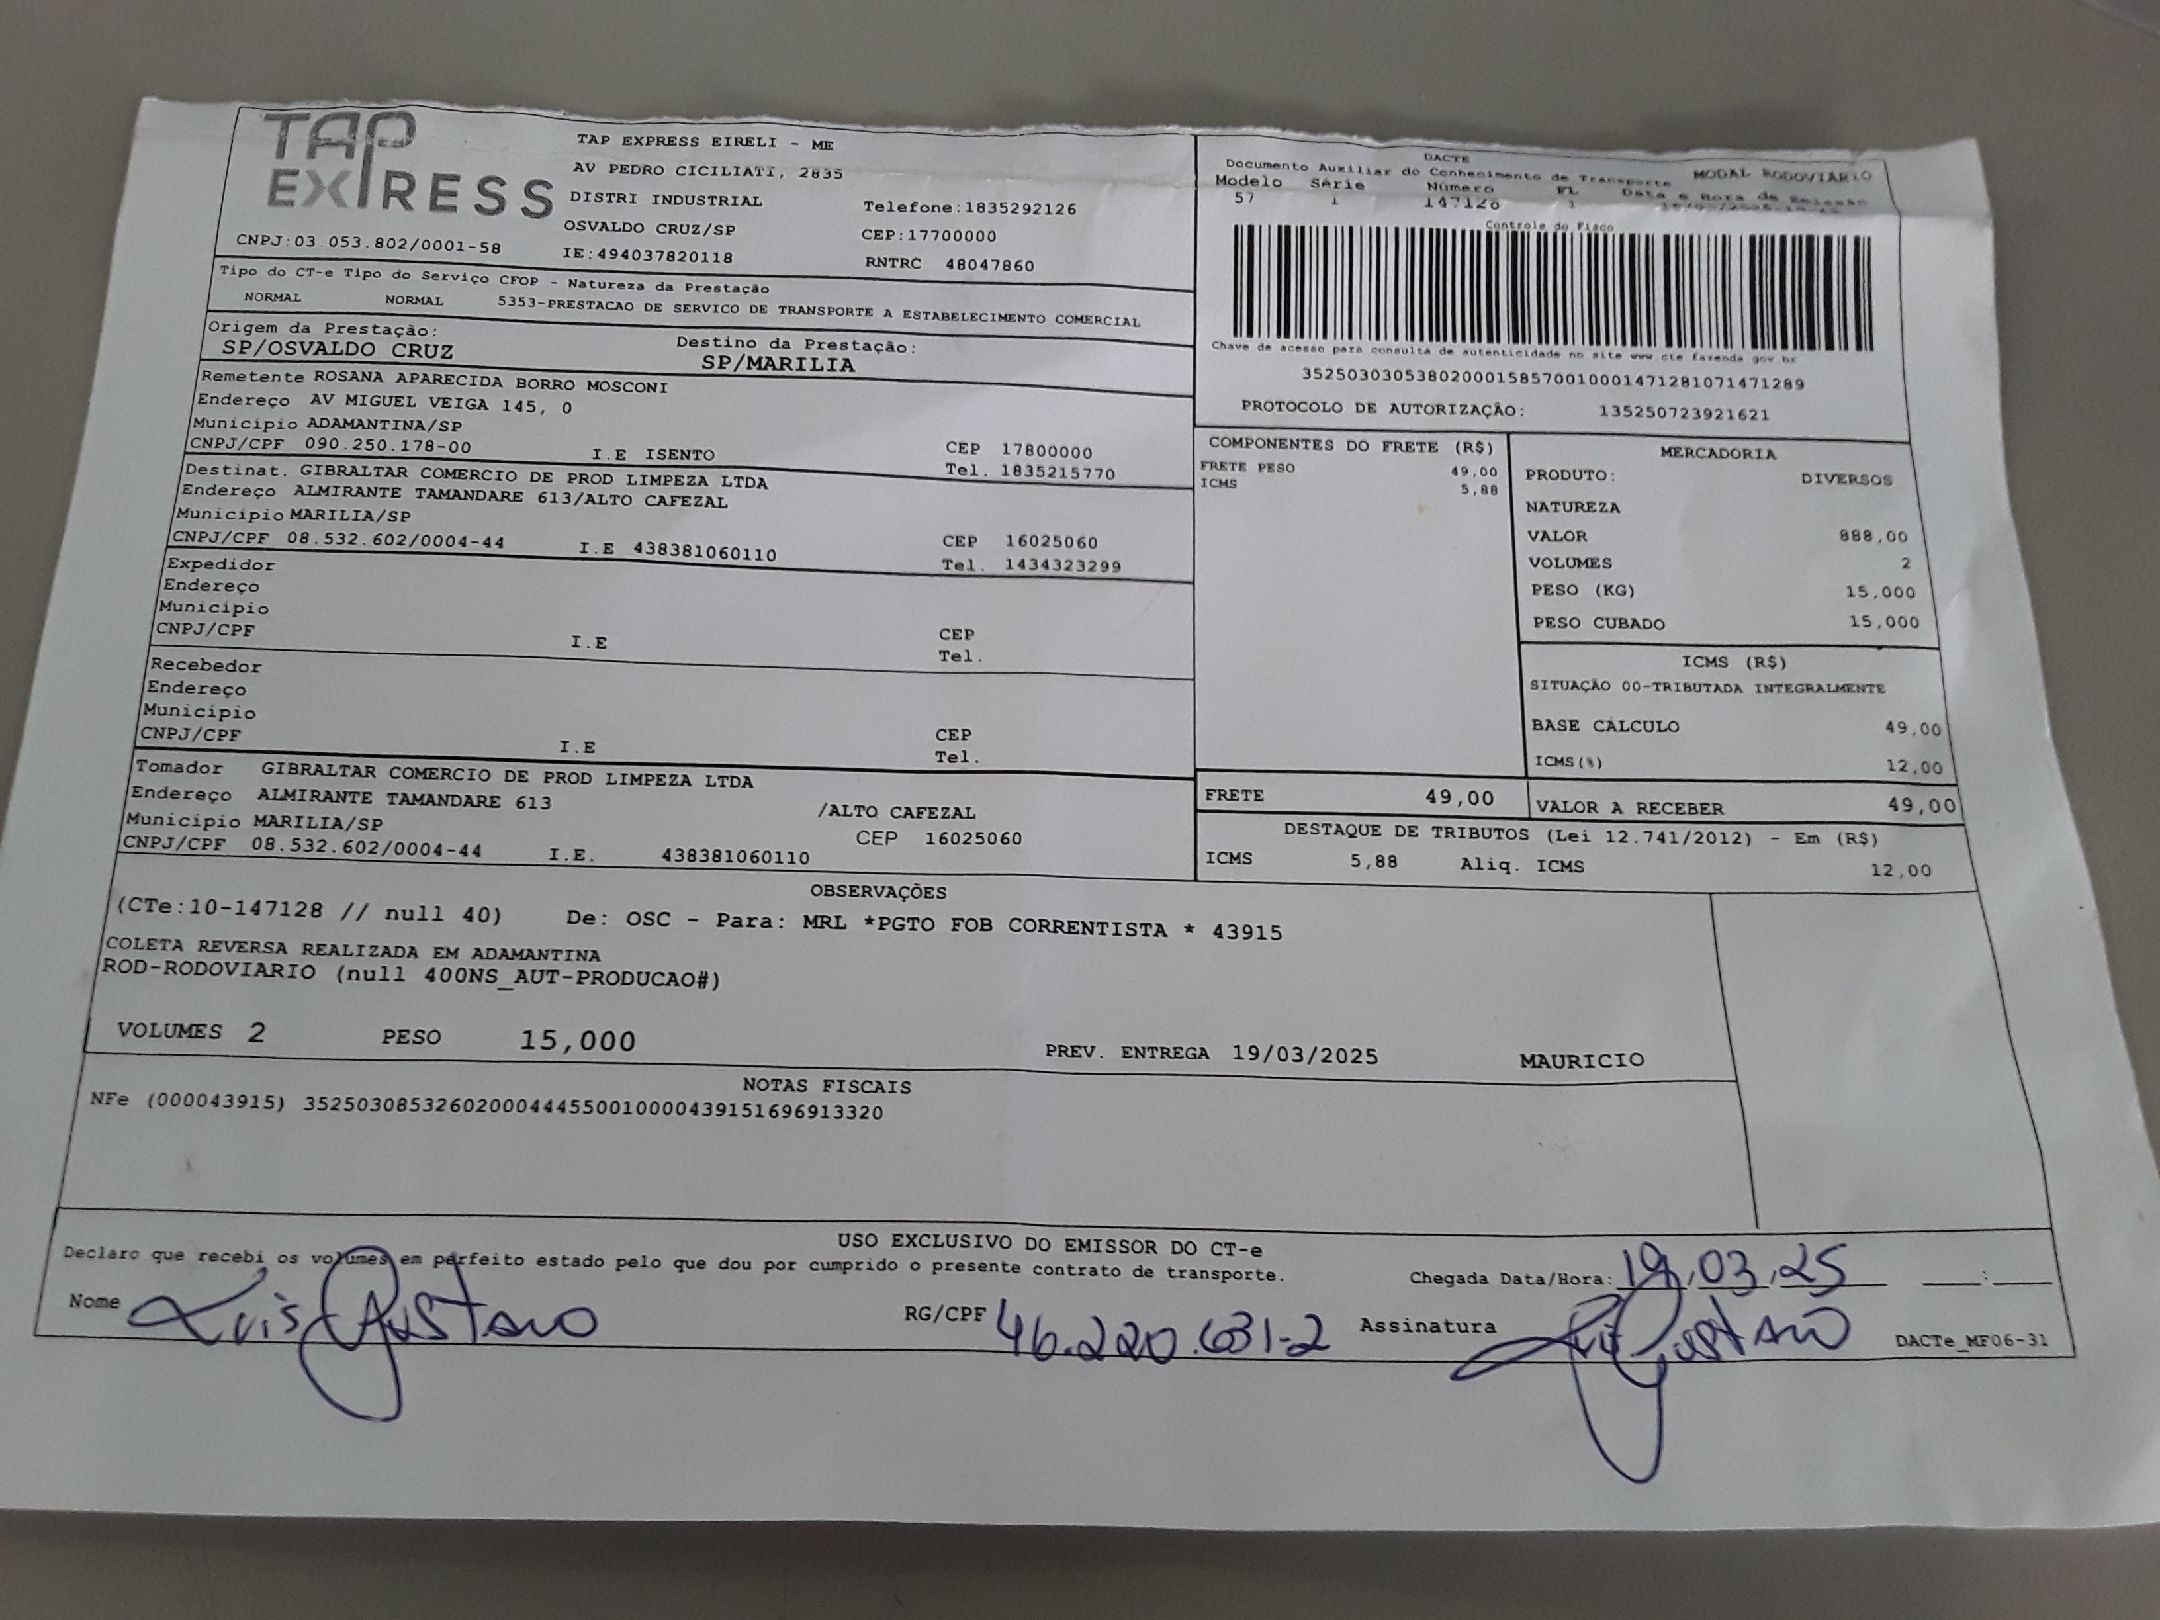 TAP EXPRESS
TAP EXPRESS EIRELI - ME
AV PEDRO CICILIATI, 2835
DISTRI INDUSTRIAL
Telefone:1835292126
OSVALDO CRUZ/SP
CEP:17700000
CNPJ:03.053.802/0001-58
IE:494037820118
RNTRC 48047860
DACTE
Documento Auxiliar do Conhecimento de Transporte MODAL RODOVIÁRIO
Modelo Série Número FL Data e Hora de Emissão
57 1 147128 1
Controle do Fisco
Chave de acesso para consulta de autenticidade no site www cte fazenda gov br
35250303053802000158570010001471281071471289
PROTOCOLO DE AUTORIZAÇÃO: 135250723921621
Tipo do CT-e Tipo do Serviço CFOP - Natureza da Prestação
NORMAL NORMAL 5353-PRESTACAO DE SERVICO DE TRANSPORTE A ESTABELECIMENTO COMERCIAL
Origem da Prestação: Destino da Prestação:
SP/OSVALDO CRUZ SP/MARILIA
Remetente ROSANA APARECIDA BORRO MOSCONI
Endereço AV MIGUEL VEIGA 145, 0
Município ADAMANTINA/SP CEP 17800000
CNPJ/CPF 090.250.178-00 I.E ISENTO Tel. 1835215770
Destinat. GIBRALTAR COMERCIO DE PROD LIMPEZA LTDA
Endereço ALMIRANTE TAMANDARE 613/ALTO CAFEZAL
Município MARILIA/SP CEP 16025060
CNPJ/CPF 08.532.602/0004-44 I.E 438381060110 Tel. 1434323299
Expedidor
Endereço
Município CEP
CNPJ/CPF I.E Tel.
Recebedor
Endereço
Município CEP
CNPJ/CPF I.E Tel.
Tomador GIBRALTAR COMERCIO DE PROD LIMPEZA LTDA
Endereço ALMIRANTE TAMANDARE 613 /ALTO CAFEZAL
Município MARILIA/SP CEP 16025060
CNPJ/CPF 08.532.602/0004-44 I.E. 438381060110
COMPONENTES DO FRETE (R$)
FRETE PESO 49,00
ICMS 5,88
MERCADORIA
PRODUTO: DIVERSOS
NATUREZA
VALOR 888,00
VOLUMES 2
PESO (KG) 15,000
PESO CUBADO 15,000
ICMS (R$)
SITUAÇÃO 00-TRIBUTADA INTEGRALMENTE
BASE CÁLCULO 49,00
ICMS(%) 12,00
FRETE 49,00 VALOR A RECEBER 49,00
DESTAQUE DE TRIBUTOS (Lei 12.741/2012) - Em (R$)
ICMS 5,88 Aliq. ICMS 12,00
OBSERVAÇÕES
(CTe:10-147128 // null 40) De: OSC - Para: MRL *PGTO FOB CORRENTISTA * 43915
COLETA REVERSA REALIZADA EM ADAMANTINA
ROD-RODOVIARIO (null 400NS_AUT-PRODUCAO#)
VOLUMES 2 PESO 15,000 PREV. ENTREGA 19/03/2025 MAURICIO
NOTAS FISCAIS
NFe (000043915) 35250308532602000444550010000439151696913320
USO EXCLUSIVO DO EMISSOR DO CT-e
Declaro que recebi os volumes em perfeito estado pelo que dou por cumprido o presente contrato de transporte. Chegada Data/Hora: 19.03.25 :
Nome Luis Gustavo RG/CPF 46.220.631-2 Assinatura Luis Gustavo DACTe_MF06-31